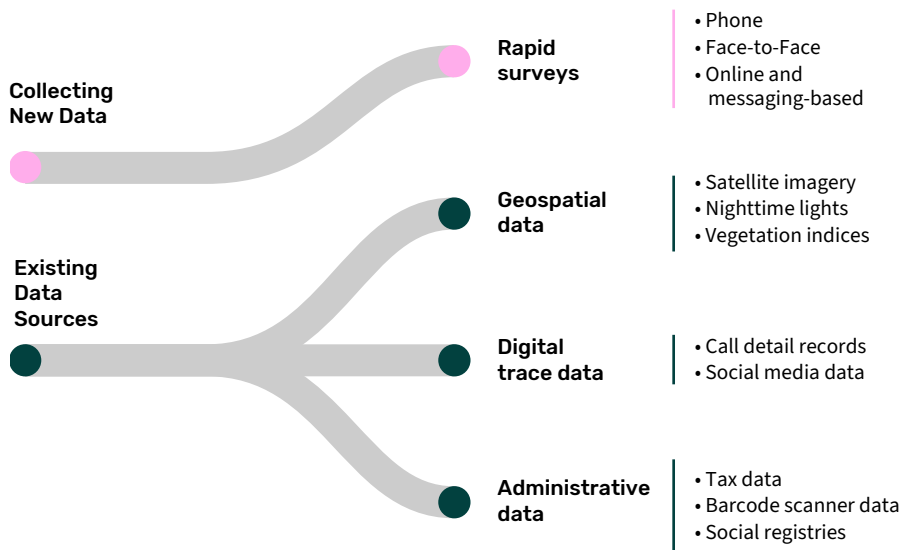 Collecting
New Data
Rapid
surveys
• Phone
• Face-to-Face
• Online and
messaging-based
Existing
Data
Sources
Geospatial
data
• Satellite imagery
• Nighttime lights
• Vegetation indices
Digital
trace data
• Call detail records
• Social media data
Administrative
data
• Tax data
• Barcode scanner data
• Social registries